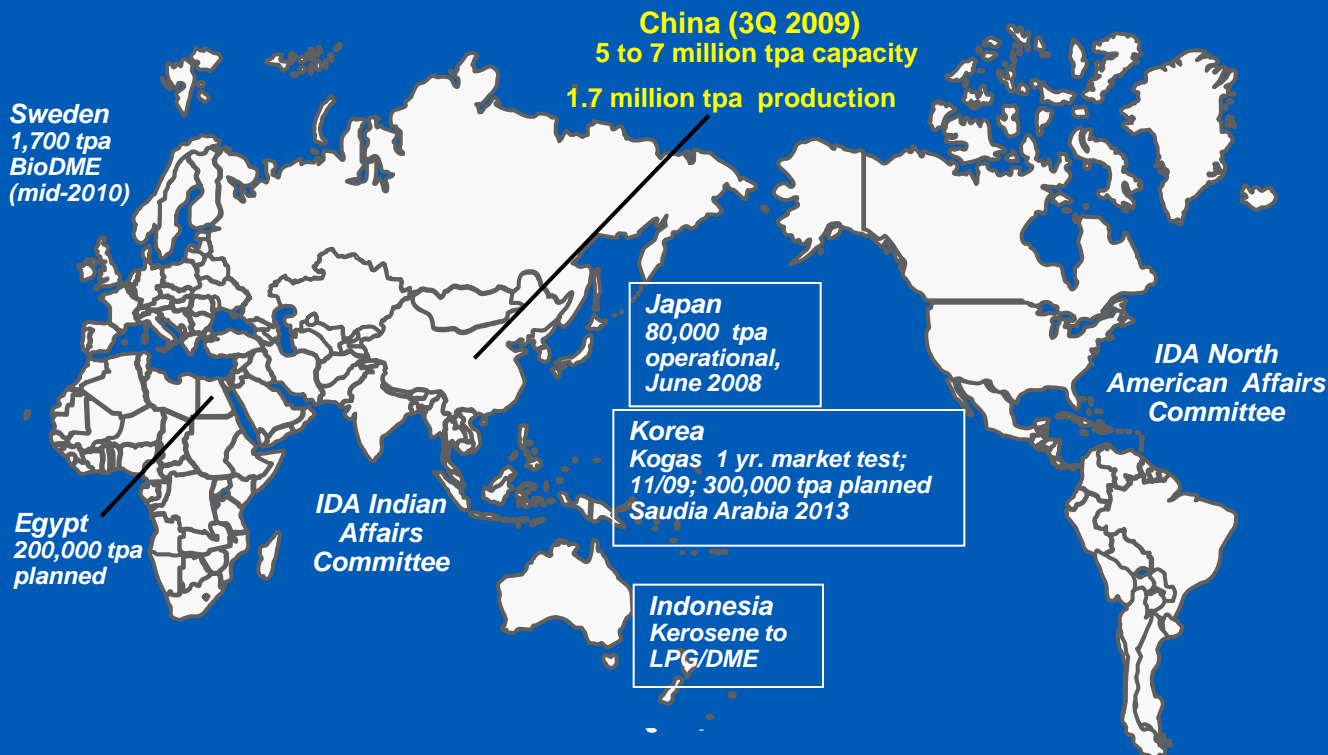 China (3Q 2009)
5 to 7 million tpa capacity
1.7 million tpa production
Sweden
1,700 tpa
BioDME
(mid-2010)
Japan
80,000 tpa
operational,
June 2008
IDA North
American Affairs
Committee
Korea
Kogas 1 yr. market test;
11/09; 300,000 tpa planned
Saudia Arabia 2013
IDA Indian
Affairs
Committee
Egypt
200,000 tpa
planned
Indonesia
Kerosene to
LPG/DME